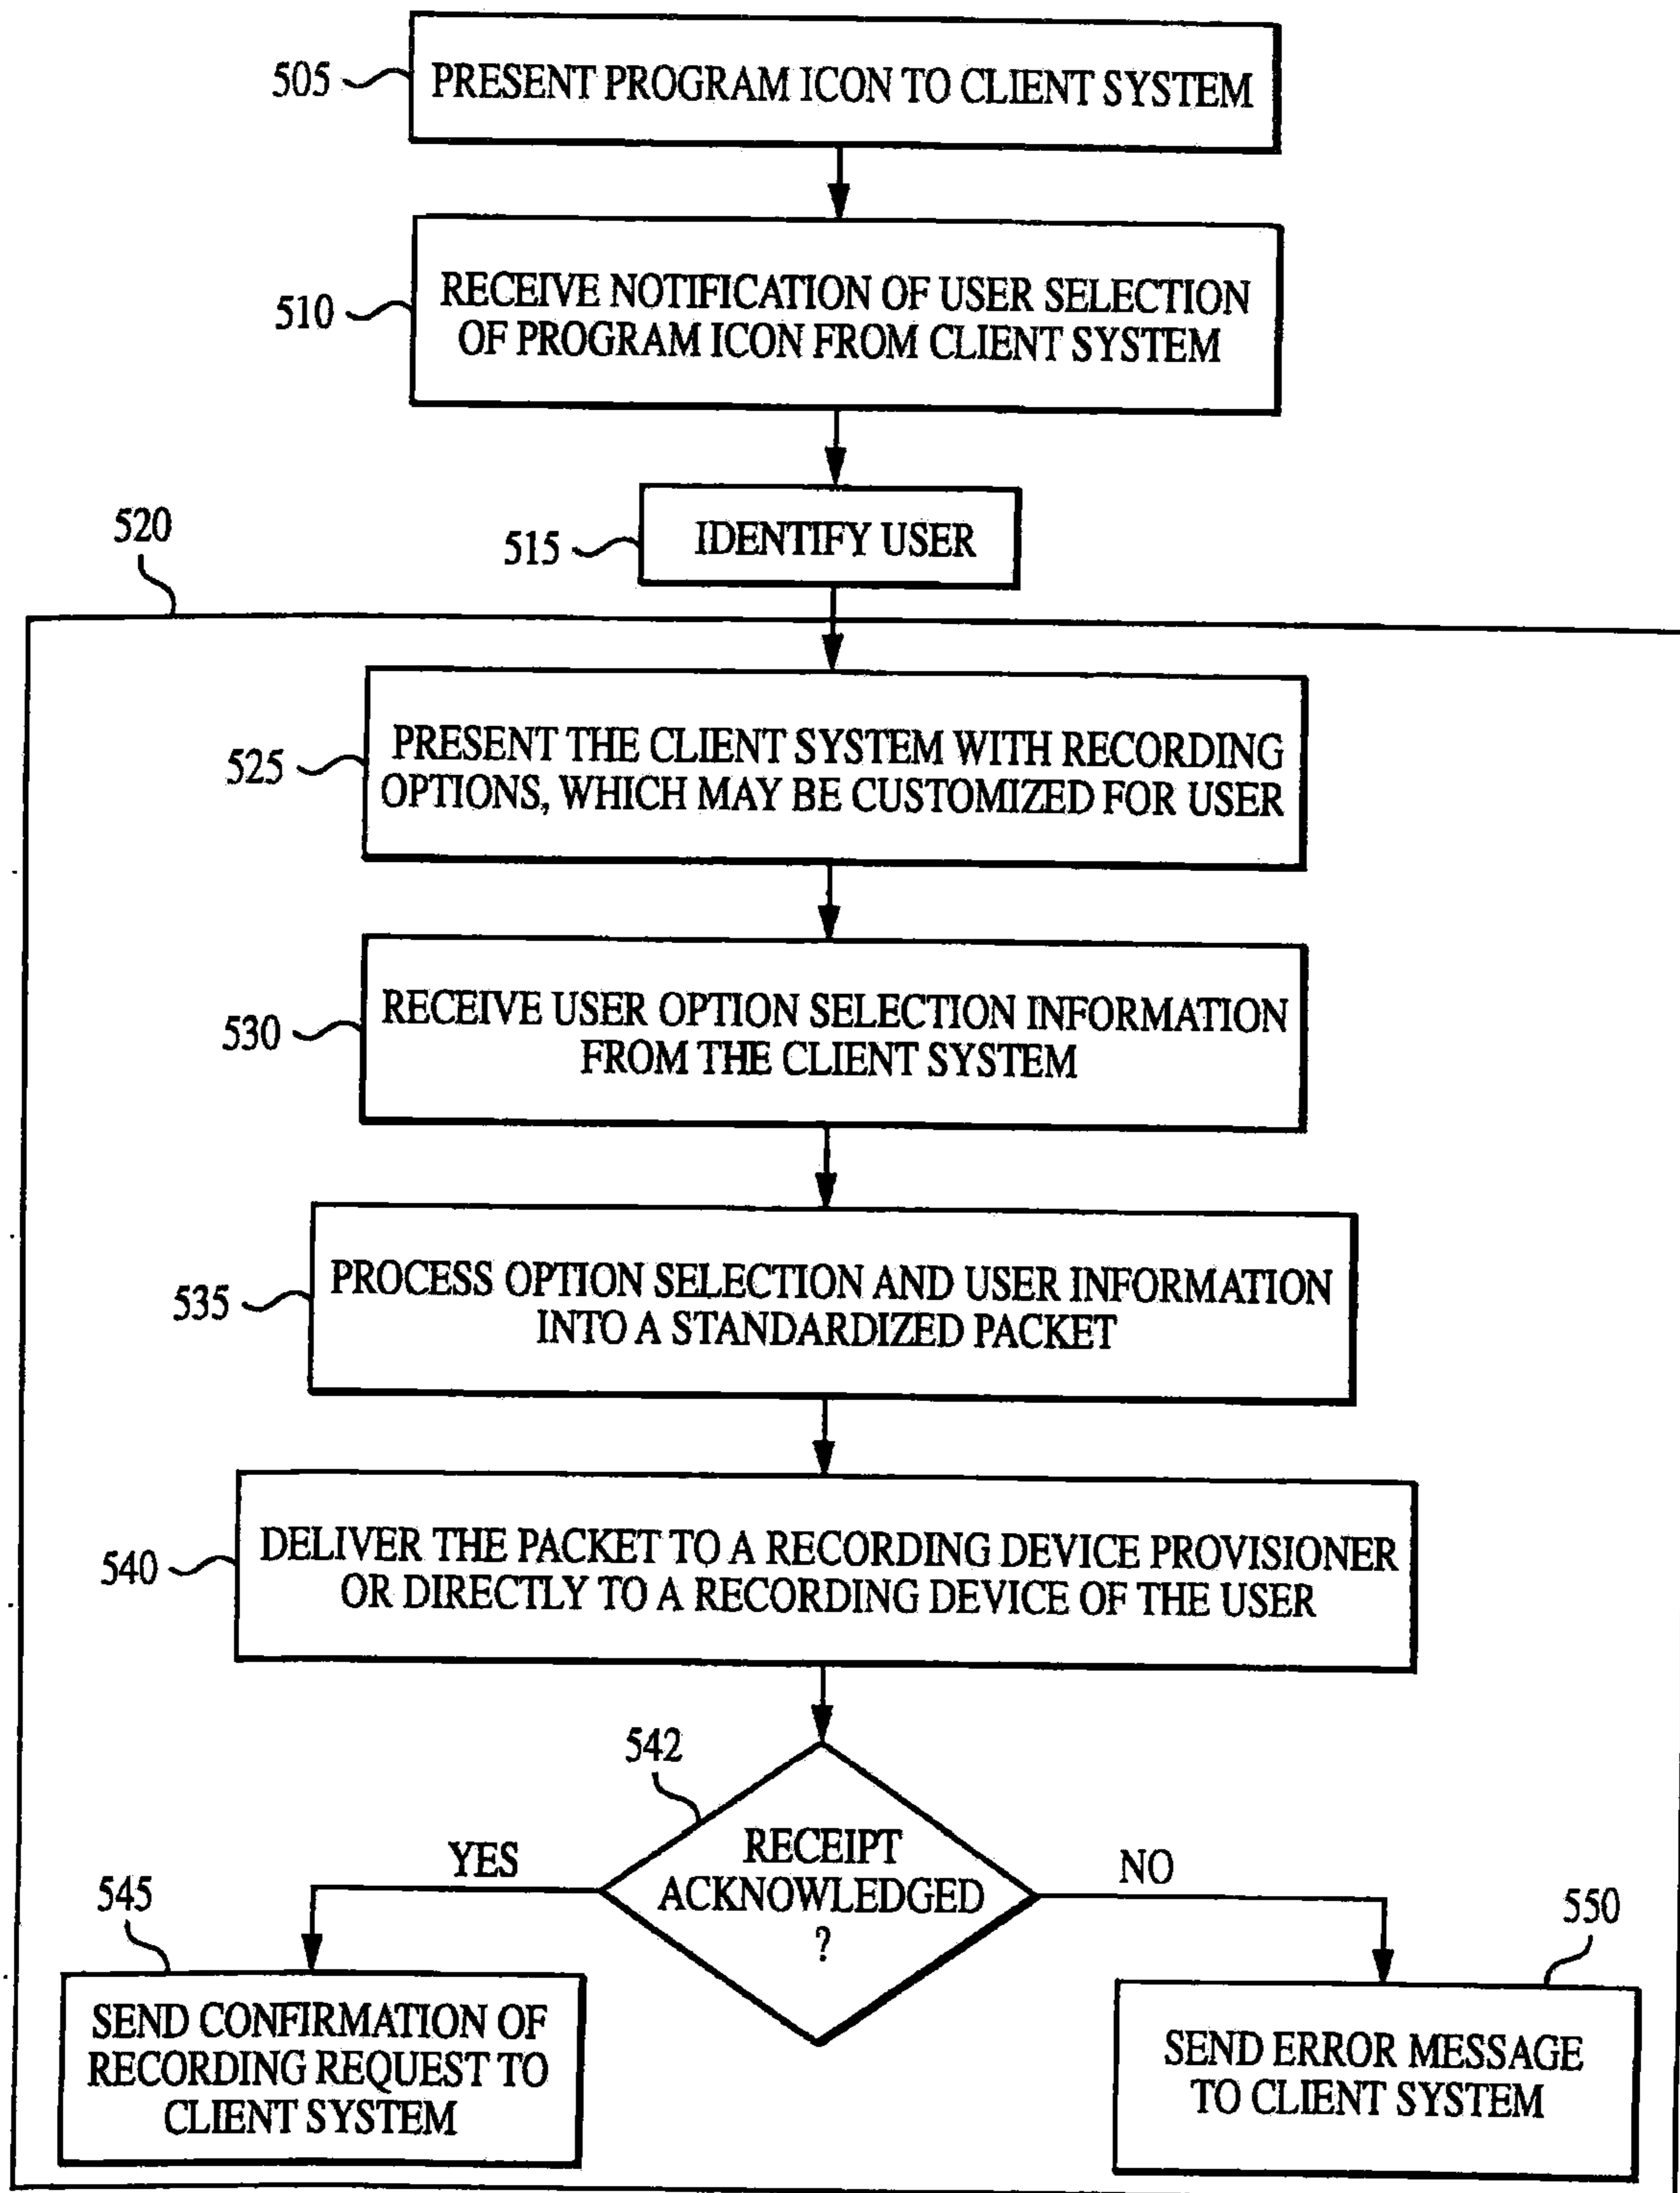 505
PRESENT PROGRAM ICON TO CLIENT SYSTEM
510
RECEIVE NOTIFICATION OF USER SELECTION
OF PROGRAM ICON FROM CLIENT SYSTEM
515
IDENTIFY USER
520
525
PRESENT THE CLIENT SYSTEM WITH RECORDING
OPTIONS, WHICH MAY BE CUSTOMIZED FOR USER
530
RECEIVE USER OPTION SELECTION INFORMATION
FROM THE CLIENT SYSTEM
535
PROCESS OPTION SELECTION AND USER INFORMATION
INTO A STANDARDIZED PACKET
540
DELIVER THE PACKET TO A RECORDING DEVICE PROVISIONER
OR DIRECTLY TO A RECORDING DEVICE OF THE USER
542
RECEIPT
ACKNOWLEDGED
?
YES
NO
545
SEND CONFIRMATION OF
RECORDING REQUEST TO
CLIENT SYSTEM
550
SEND ERROR MESSAGE
TO CLIENT SYSTEM